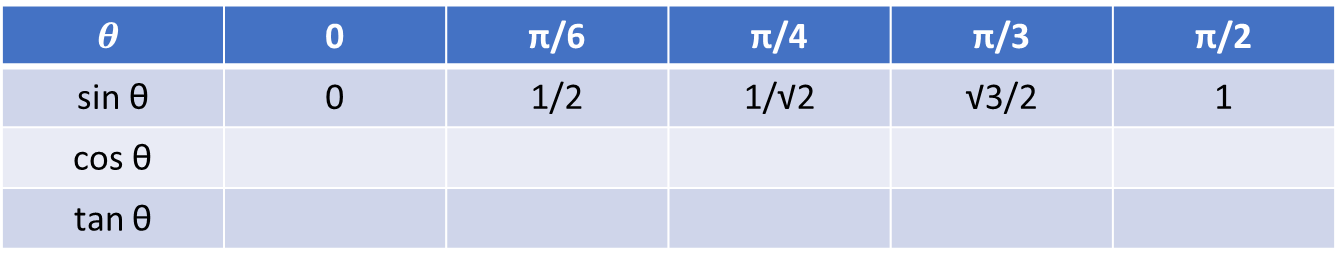 θ 0 π/6 π/4 π/3 π/2
sin θ 0 1/2 1/√2 √3/2 1
cos θ
tan θ